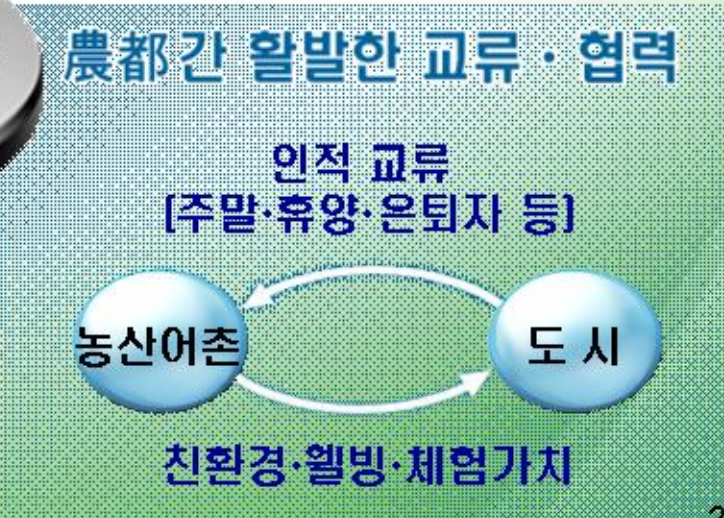 農都간 활발한 교류·협력
인적 교류
[주말·휴양·은퇴자 등]
농산어촌
도 시
친환경·웰빙·체험가치